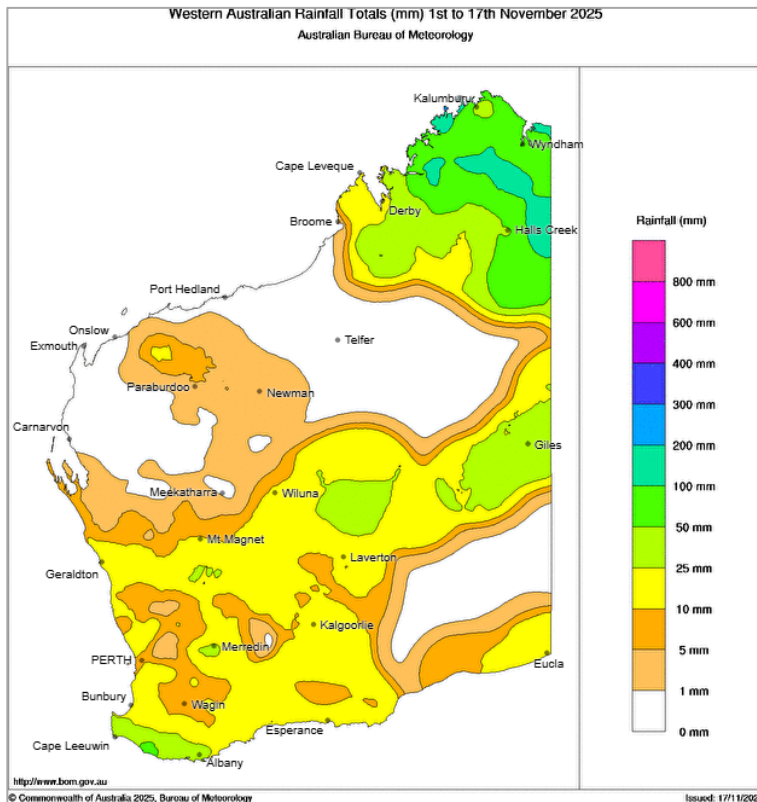 Western Australian Rainfall Totals (mm) 1st to 17th November 2025
Australian Bureau of Meteorology
Kalumburu
Wyndham
Cape Leveque
Derby
Broome
Halls Creek
Rainfall (mm)
Port Hedland
800 mm
Onslow
Exmouth
Telfer
600 mm
400 mm
Paraburdoo
Newman
300 mm
Carnarvon
Giles
200 mm
Meekatharra
Wiluna
100 mm
Mt Magnet
50 mm
Laverton
Geraldton
25 mm
Kalgoorlie
10 mm
Merredin
PERTH
Eucla
5 mm
Bunbury
Wagin
1 mm
Esperance
0 mm
Cape Leeuwin
Albany
http://www.bom.gov.au
© Commonwealth of Australia 2025, Bureau of Meteorology
Issued: 17/11/202